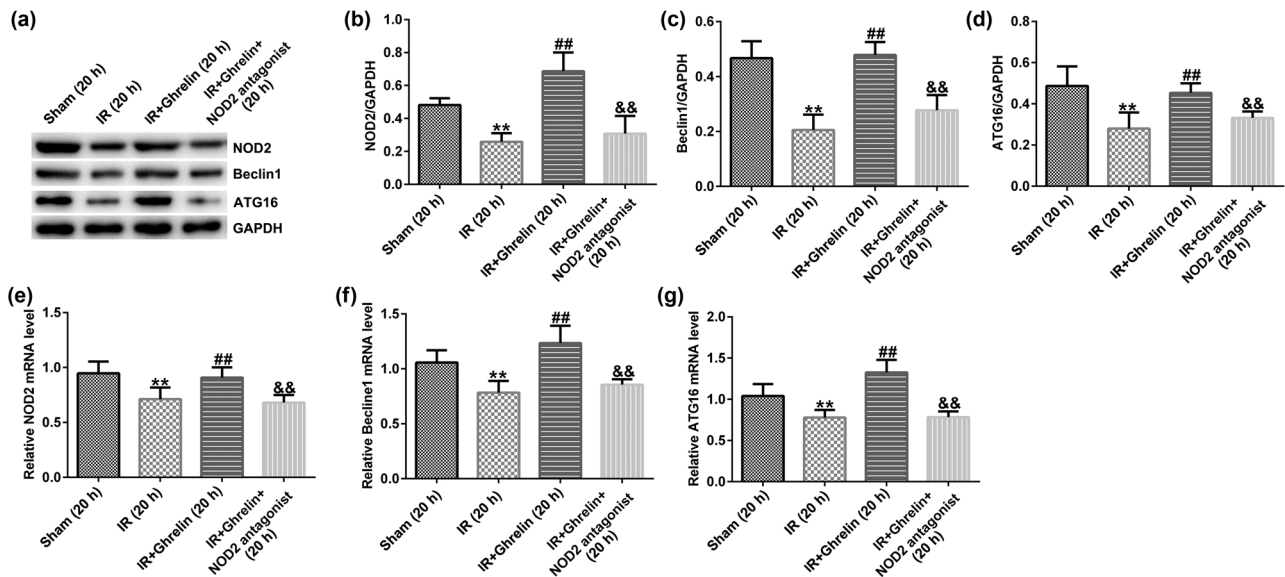 (a)
Sham (20 h)
IR (20 h)
IR+Ghrelin (20 h)
IR+Ghrelin+
NOD2 antagonist
(20 h)
NOD2
Beclin1
ATG16
GAPDH
(b)
NOD2/GAPDH
0.0
0.2
0.4
0.6
0.8
1.0
**
##
&&
Sham (20 h)
IR (20 h)
IR+Ghrelin (20 h)
IR+Ghrelin+
NOD2 antagonist
(20 h)
(c)
Beclin1/GAPDH
0.0
0.2
0.4
0.6
**
##
&&
Sham (20 h)
IR (20 h)
IR+Ghrelin (20 h)
IR+Ghrelin+
NOD2 antagonist
(20 h)
(d)
ATG16/GAPDH
0.0
0.2
0.4
0.6
0.8
**
##
&&
Sham (20 h)
IR (20 h)
IR+Ghrelin (20 h)
IR+Ghrelin+
NOD2 antagonist
(20 h)
(e)
Relative NOD2 mRNA level
0.0
0.5
1.0
1.5
**
##
&&
Sham (20 h)
IR (20 h)
IR+Ghrelin (20 h)
IR+Ghrelin+
NOD2 antagonist
(20 h)
(f)
Relative Becline1 mRNA level
0.0
0.5
1.0
1.5
**
##
&&
Sham (20 h)
IR (20 h)
IR+Ghrelin (20 h)
IR+Ghrelin+
NOD2 antagonist
(20 h)
(g)
Relative ATG16 mRNA level
0.0
0.5
1.0
1.5
2.0
**
##
&&
Sham (20 h)
IR (20 h)
IR+Ghrelin (20 h)
IR+Ghrelin+
NOD2 antagonist
(20 h)